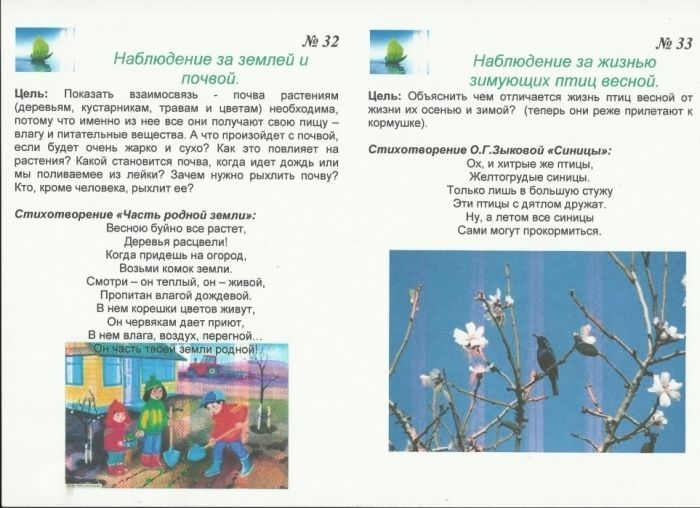 № 32
Наблюдение за землей и
почвой.
Цель: Показать взаимосвязь - почва растениям
(деревьям, кустарникам, травам и цветам) необходима,
потому что именно из нее все они получают свою пищу –
влагу и питательные вещества. А что произойдет с почвой,
если будет очень жарко и сухо? Как это повлияет на
растения? Какой становится почва, когда идет дождь или
мы поливаемее из лейки? Зачем нужно рыхлить почву?
Кто, кроме человека, рыхлит ее?
Стихотворение «Часть родной земли»:
Весною буйно все растет,
Деревья расцвели!
Когда придешь на огород,
Возьми комок земли.
Смотри – он теплый, он – живой,
Пропитан влагой дождевой.
В нем корешки цветов живут,
Он червякам дает приют,
В нем влага, воздух, перегной…
Он часть твоей земли родной!
№ 33
Наблюдение за жизнью
зимующих птиц весной.
Цель: Объяснить чем отличается жизнь птиц весной от
жизни их осенью и зимой? (теперь они реже прилетают к
кормушке).
Стихотворение О.Г.Зыковой «Синицы»:
Ох, и хитрые же птицы,
Желтогрудые синицы.
Только лишь в большую стужу
Эти птицы с дятлом дружат.
Ну, а летом все синицы
Сами могут прокормиться.